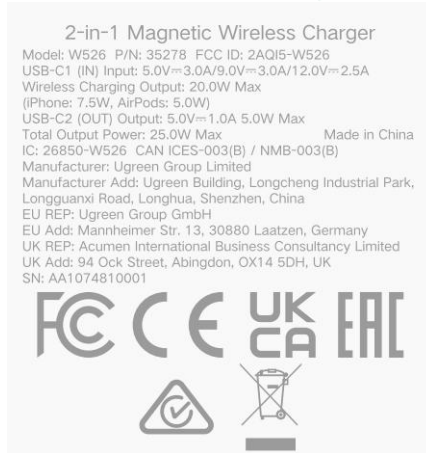 2-in-1 Magnetic Wireless Charger
Model: W526 P/N: 35278 FCC ID: 2AQI5-W526
USB-C1 (IN) Input: 5.0V⎓3.0A/9.0V⎓3.0A/12.0V⎓2.5A
Wireless Charging Output: 20.0W Max
(iPhone: 7.5W, AirPods: 5.0W)
USB-C2 (OUT) Output: 5.0V⎓1.0A 5.0W Max
Total Output Power: 25.0W Max Made in China
IC: 26850-W526 CAN ICES-003(B) / NMB-003(B)
Manufacturer: Ugreen Group Limited
Manufacturer Add: Ugreen Building, Longcheng Industrial Park,
Longguanxi Road, Longhua, Shenzhen, China
EU REP: Ugreen Group GmbH
EU Add: Mannheimer Str. 13, 30880 Laatzen, Germany
UK REP: Acumen International Business Consultancy Limited
UK Add: 94 Ock Street, Abingdon, OX14 5DH, UK
SN: AA1074810001
FC CE UK CA EAC